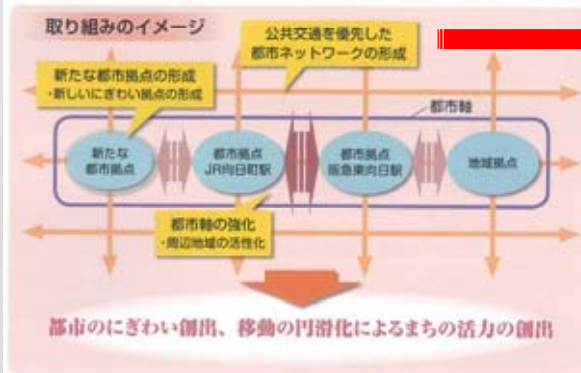 取り組みのイメージ
公共交通を優先した
都市ネットワークの形成
新たな都市拠点の形成
・新しいにぎわい拠点の形成
都市軸
新たな
都市拠点
都市拠点
JR向日町駅
都市拠点
阪急東向日駅
地域拠点
都市軸の強化
・周辺地域の活性化
都市のにぎわい創出、移動の円滑化によるまちの活力の創出